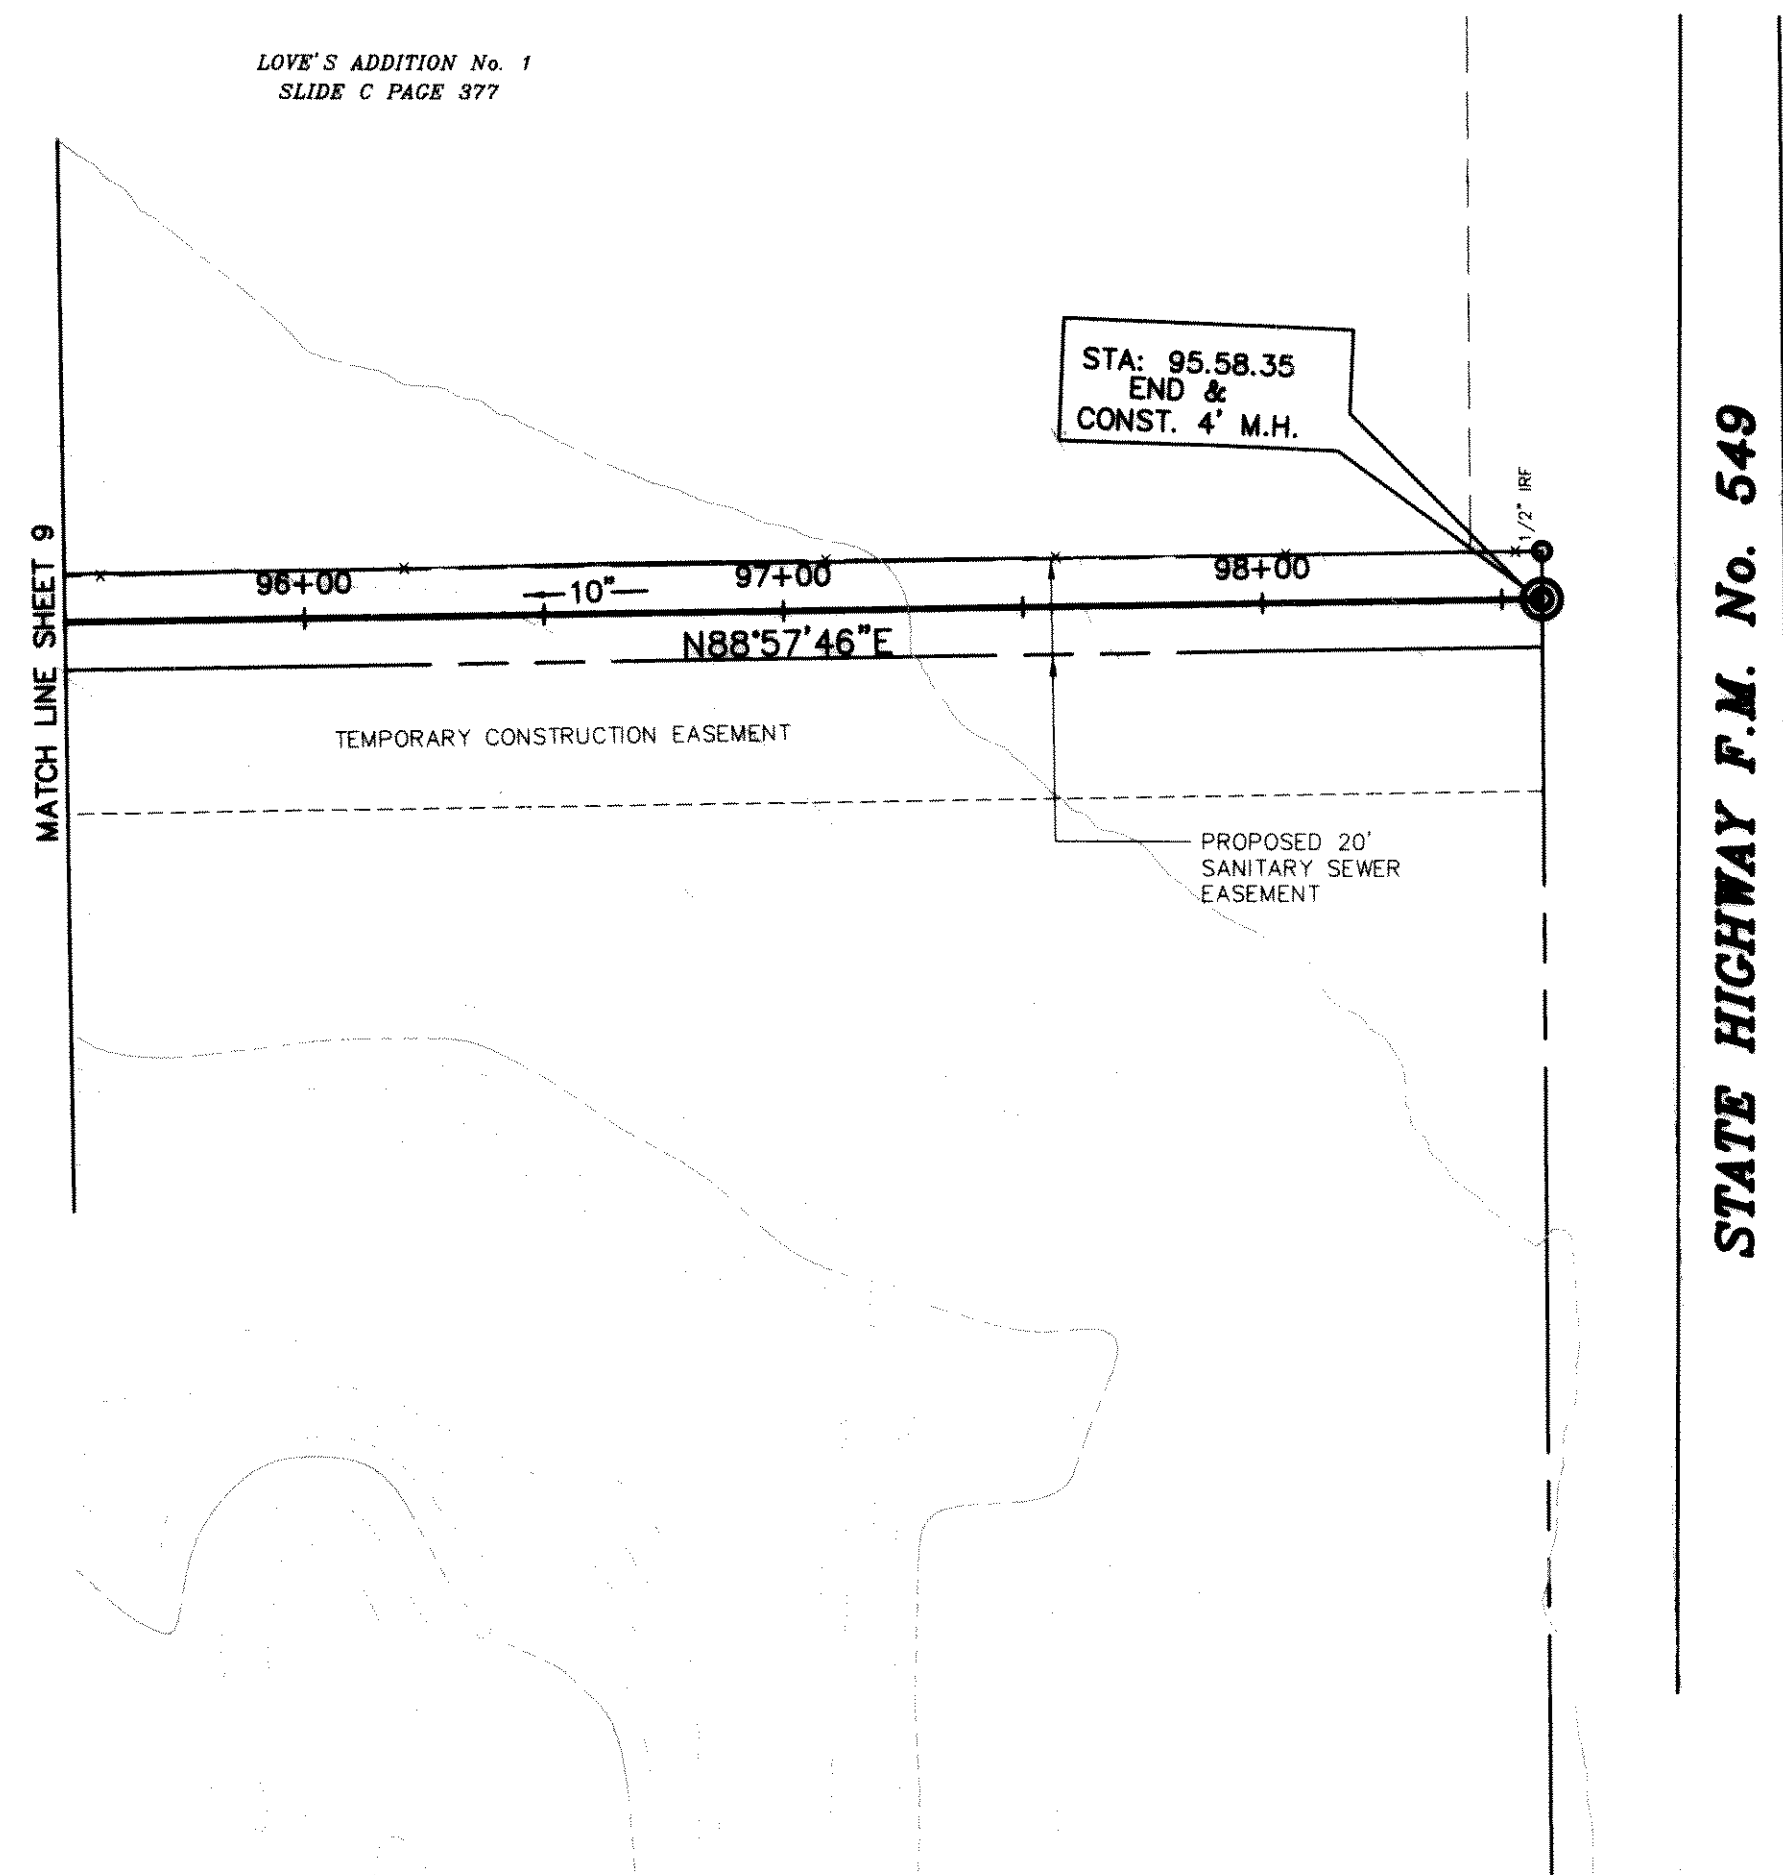 LOVE'S ADDITION No. 1
SLIDE C PAGE 377
STA: 95.58.35
END &
CONST. 4' M.H.
1/2" IRF
MATCH LINE SHEET 9
96+00
10"
97+00
98+00
N88°57'46"E
TEMPORARY CONSTRUCTION EASEMENT
PROPOSED 20'
SANITARY SEWER
EASEMENT
STATE HIGHWAY F.M. No. 549